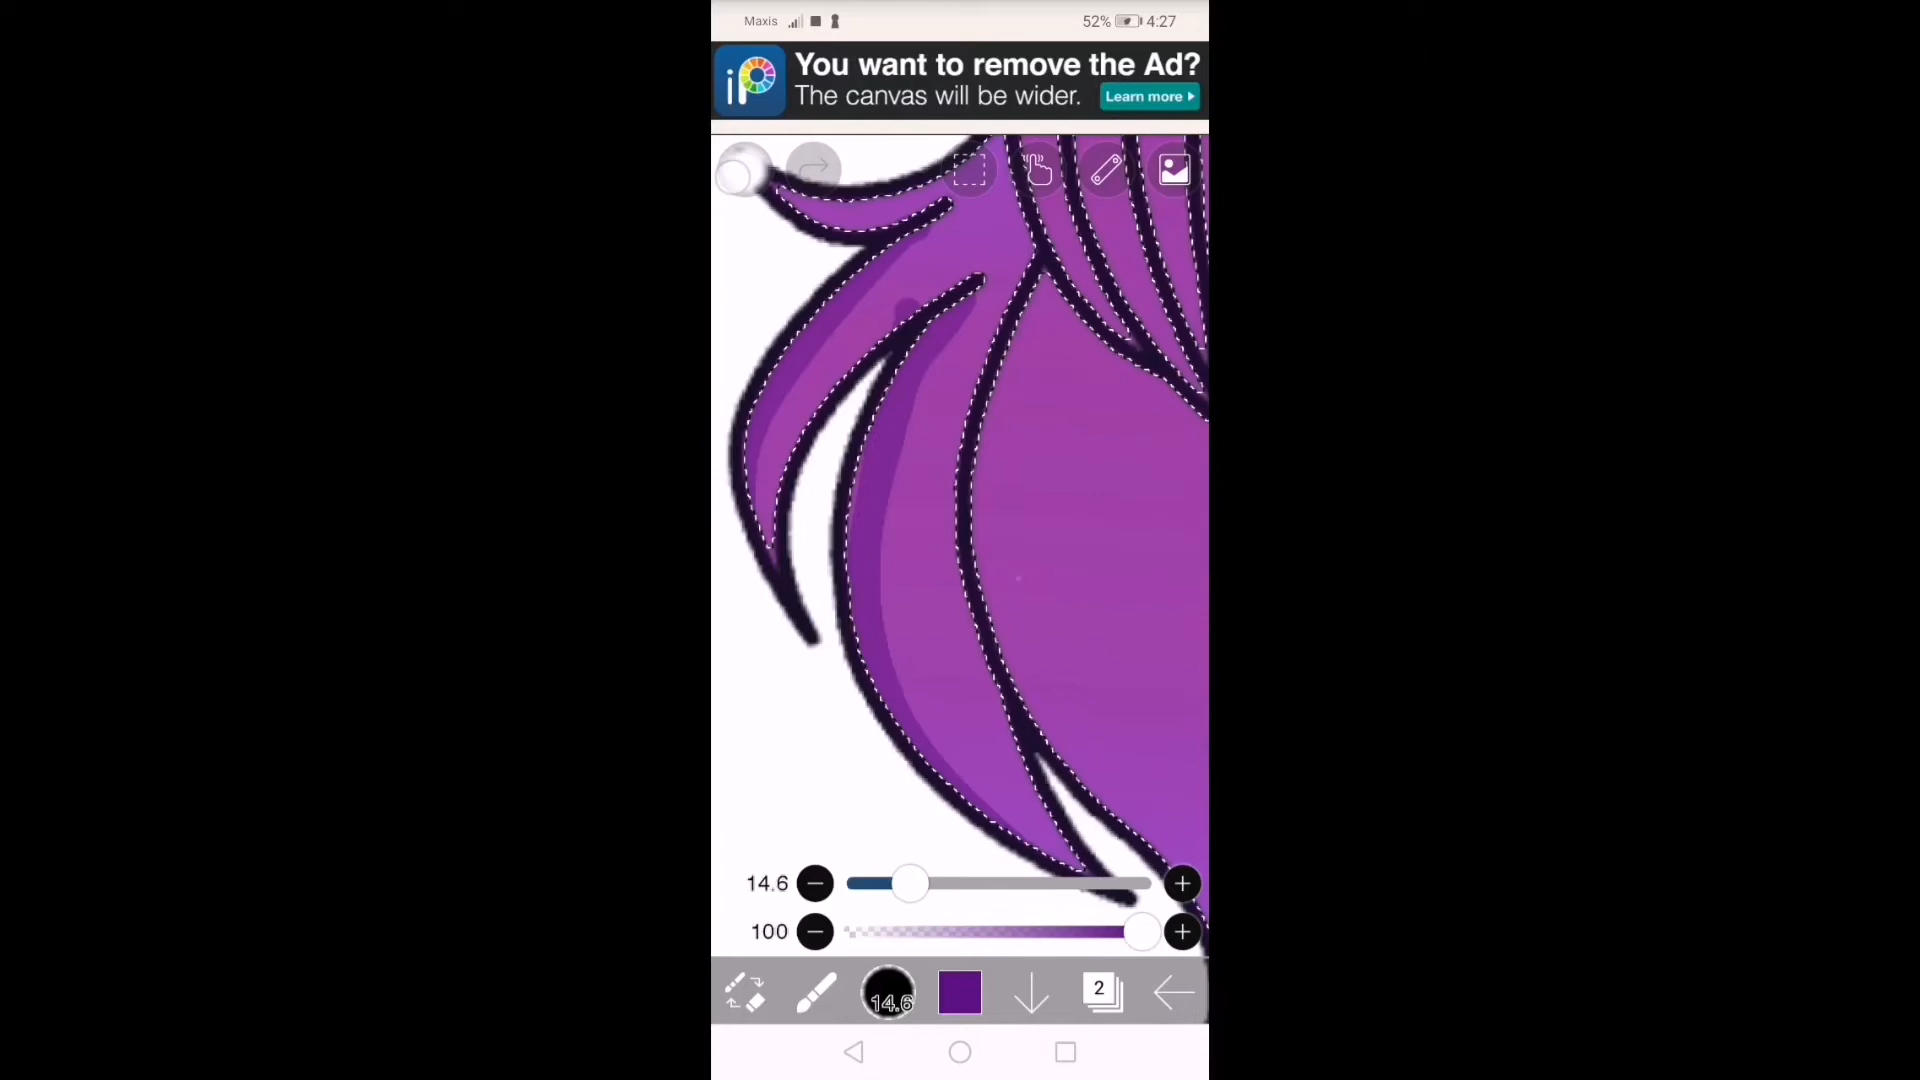 Maxis
52% 4:27
iP
You want to remove the Ad?
The canvas will be wider.
Learn more
14.6
100
14.6
2